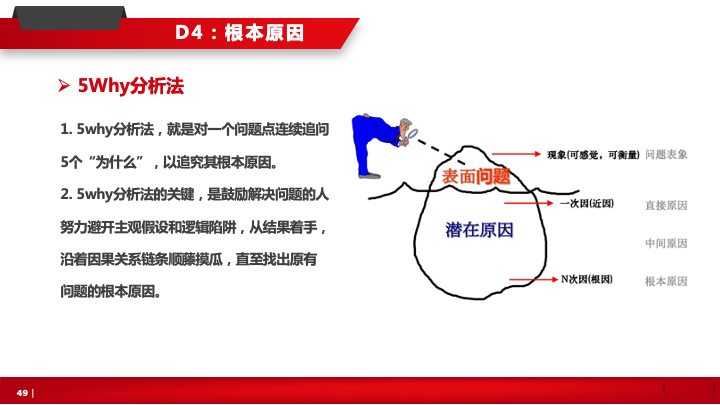 D4：根本原因
➢ 5Why分析法
1. 5why分析法，就是对一个问题点连续追问
5个“为什么”，以追究其根本原因。
2. 5why分析法的关键，是鼓励解决问题的人
努力避开主观假设和逻辑陷阱，从结果着手，
沿着因果关系链条顺藤摸瓜，直至找出原有
问题的根本原因。
现象(可感觉，可衡量) 问题表象
表面问题
一次因(近因) 直接原因
潜在原因
中间原因
N次因(根因) 根本原因
49 |